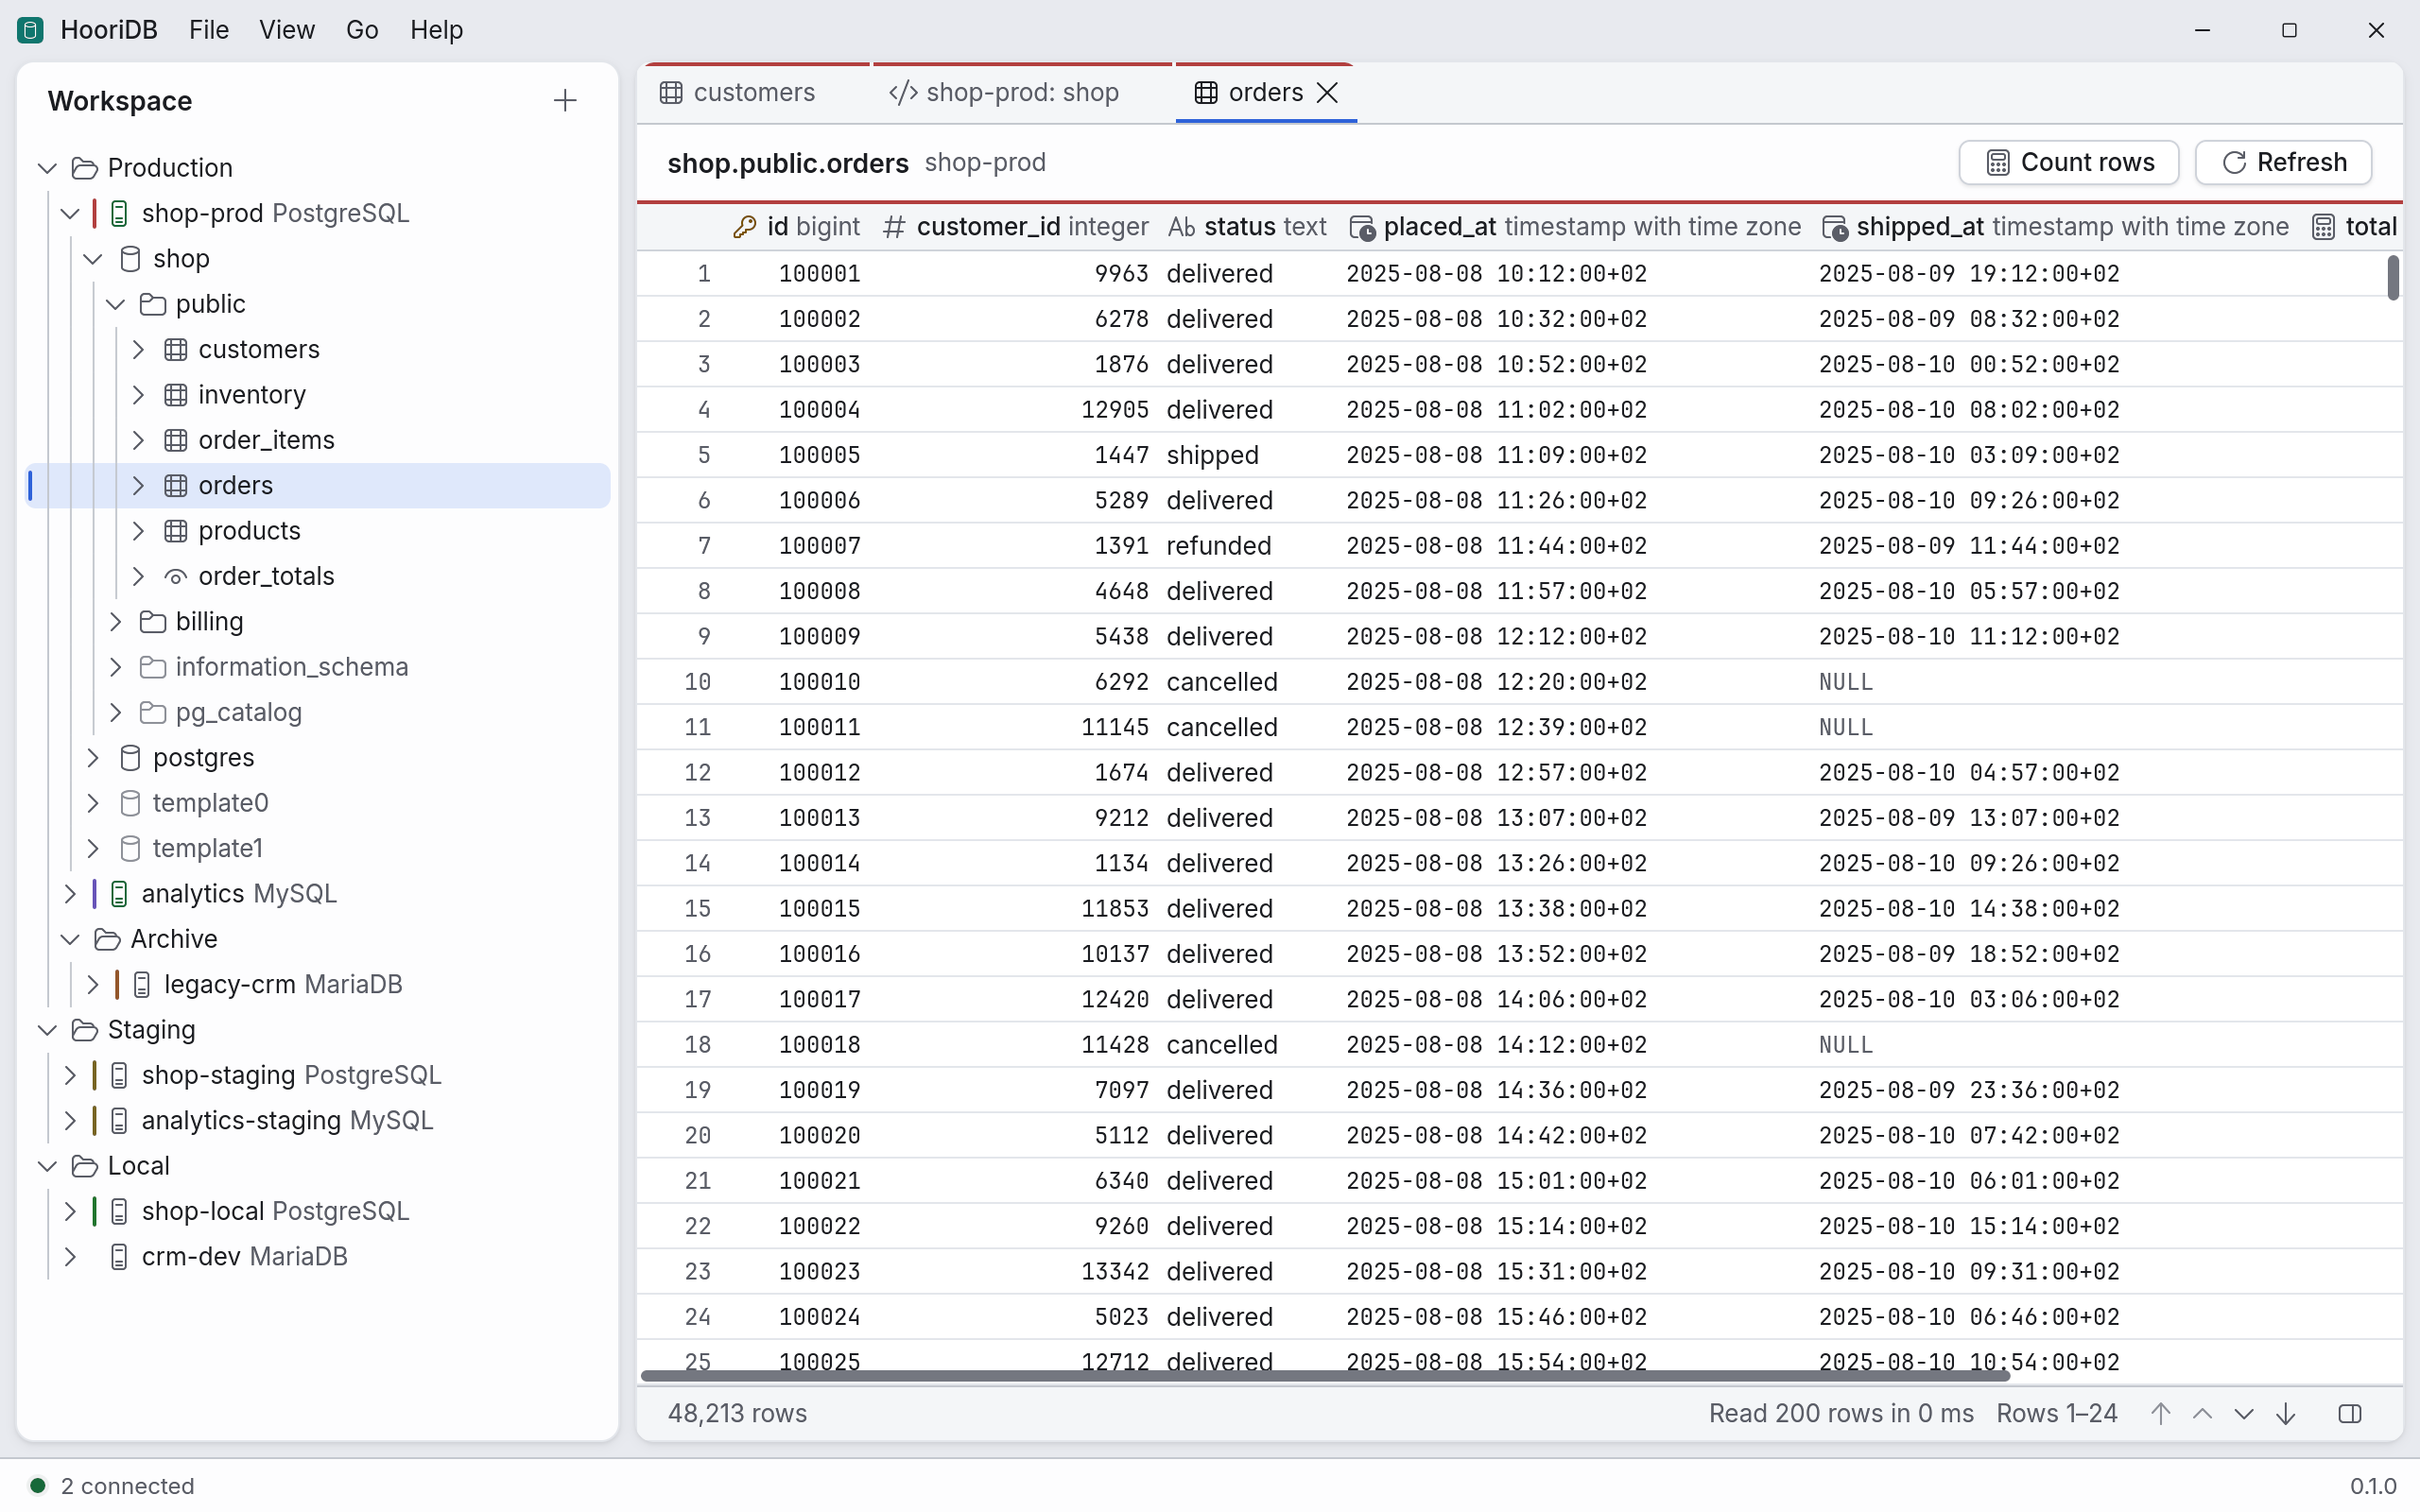 HooriDB File View Go Help
Workspace
Production
shop-prod PostgreSQL
shop
public
customers
inventory
order_items
orders
products
order_totals
billing
information_schema
pg_catalog
postgres
template0
template1
analytics MySQL
Archive
legacy-crm MariaDB
Staging
shop-staging PostgreSQL
analytics-staging MySQL
Local
shop-local PostgreSQL
crm-dev MariaDB
customers shop-prod: shop orders
shop.public.orders shop-prod Count rows Refresh
id bigint customer_id integer status text placed_at timestamp with time zone shipped_at timestamp with time zone total
1 100001 9963 delivered 2025-08-08 10:12:00+02 2025-08-09 19:12:00+02
2 100002 6278 delivered 2025-08-08 10:32:00+02 2025-08-09 08:32:00+02
3 100003 1876 delivered 2025-08-08 10:52:00+02 2025-08-10 00:52:00+02
4 100004 12905 delivered 2025-08-08 11:02:00+02 2025-08-10 08:02:00+02
5 100005 1447 shipped 2025-08-08 11:09:00+02 2025-08-10 03:09:00+02
6 100006 5289 delivered 2025-08-08 11:26:00+02 2025-08-10 09:26:00+02
7 100007 1391 refunded 2025-08-08 11:44:00+02 2025-08-09 11:44:00+02
8 100008 4648 delivered 2025-08-08 11:57:00+02 2025-08-10 05:57:00+02
9 100009 5438 delivered 2025-08-08 12:12:00+02 2025-08-10 11:12:00+02
10 100010 6292 cancelled 2025-08-08 12:20:00+02 NULL
11 100011 11145 cancelled 2025-08-08 12:39:00+02 NULL
12 100012 1674 delivered 2025-08-08 12:57:00+02 2025-08-10 04:57:00+02
13 100013 9212 delivered 2025-08-08 13:07:00+02 2025-08-09 13:07:00+02
14 100014 1134 delivered 2025-08-08 13:26:00+02 2025-08-10 09:26:00+02
15 100015 11853 delivered 2025-08-08 13:38:00+02 2025-08-10 14:38:00+02
16 100016 10137 delivered 2025-08-08 13:52:00+02 2025-08-09 18:52:00+02
17 100017 12420 delivered 2025-08-08 14:06:00+02 2025-08-10 03:06:00+02
18 100018 11428 cancelled 2025-08-08 14:12:00+02 NULL
19 100019 7097 delivered 2025-08-08 14:36:00+02 2025-08-09 23:36:00+02
20 100020 5112 delivered 2025-08-08 14:42:00+02 2025-08-10 07:42:00+02
21 100021 6340 delivered 2025-08-08 15:01:00+02 2025-08-10 06:01:00+02
22 100022 9260 delivered 2025-08-08 15:14:00+02 2025-08-10 15:14:00+02
23 100023 13342 delivered 2025-08-08 15:31:00+02 2025-08-10 09:31:00+02
24 100024 5023 delivered 2025-08-08 15:46:00+02 2025-08-10 06:46:00+02
25 100025 12712 delivered 2025-08-08 15:54:00+02 2025-08-10 10:54:00+02
48,213 rows Read 200 rows in 0 ms Rows 1–24
2 connected 0.1.0